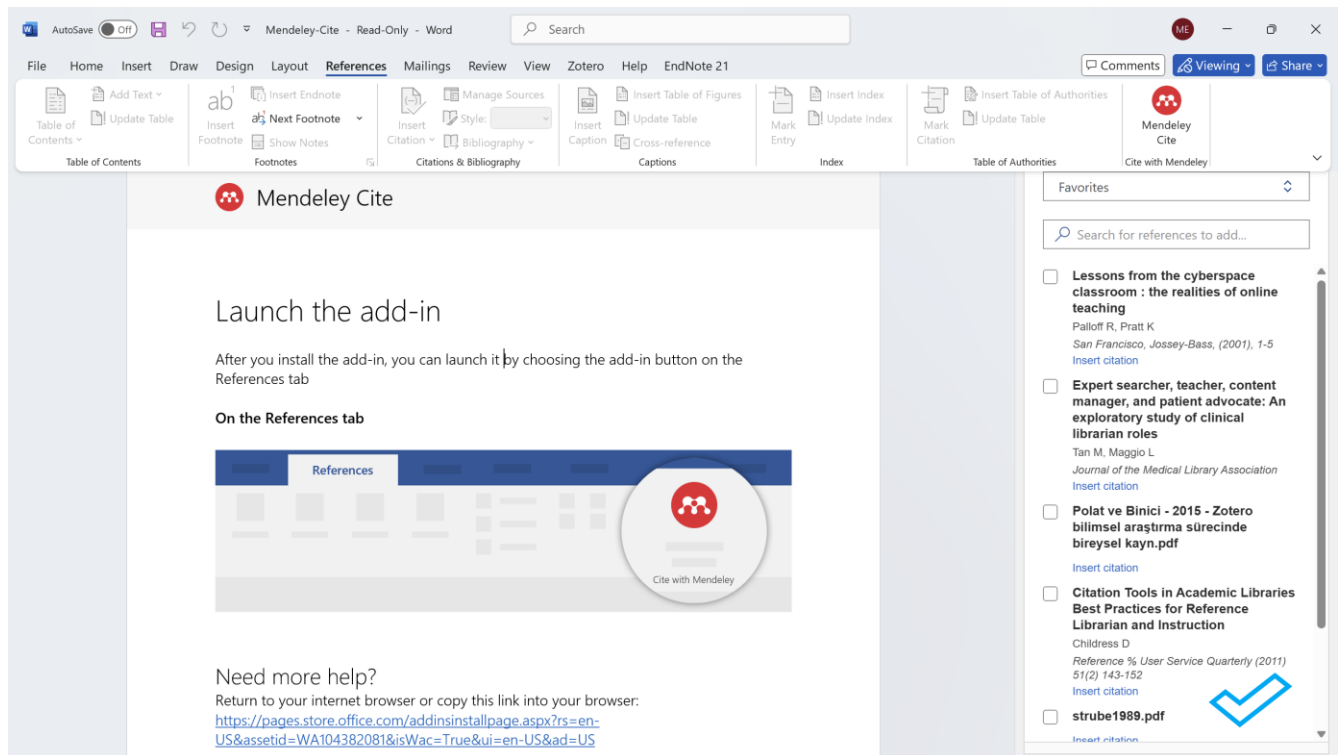 AutoSave Off Mendeley-Cite - Read-Only - Word Search ME
File Home Insert Draw Design Layout References Mailings Review View Zotero Help EndNote 21 Comments Viewing Share
Table of Contents Add Text Update Table
Table of Contents
ab1 Insert Footnote Insert Endnote ab Next Footnote Show Notes
Footnotes
Insert Citation Manage Sources Style: Bibliography
Citations & Bibliography
Insert Caption Insert Table of Figures Update Table Cross-reference
Captions
Mark Entry Insert Index Update Index
Index
Mark Citation Insert Table of Authorities Update Table
Table of Authorities
Mendeley Cite
Cite with Mendeley
Mendeley Cite
Launch the add-in
After you install the add-in, you can launch it by choosing the add-in button on the
References tab
On the References tab
References
Cite with Mendeley
Need more help?
Return to your internet browser or copy this link into your browser:
https://pages.store.office.com/addinsinstallpage.aspx?rs=en-
US&assetid=WA104382081&isWac=True&ui=en-US&ad=US
Favorites
Search for references to add...
Lessons from the cyberspace
classroom : the realities of online
teaching
Palloff R, Pratt K
San Francisco, Jossey-Bass, (2001), 1-5
Insert citation
Expert searcher, teacher, content
manager, and patient advocate: An
exploratory study of clinical
librarian roles
Tan M, Maggio L
Journal of the Medical Library Association
Insert citation
Polat ve Binici - 2015 - Zotero
bilimsel araştırma sürecinde
bireysel kayn.pdf
Insert citation
Citation Tools in Academic Libraries
Best Practices for Reference
Librarian and Instruction
Childress D
Reference % User Service Quarterly (2011)
51(2) 143-152
Insert citation
strube1989.pdf
Insert citation